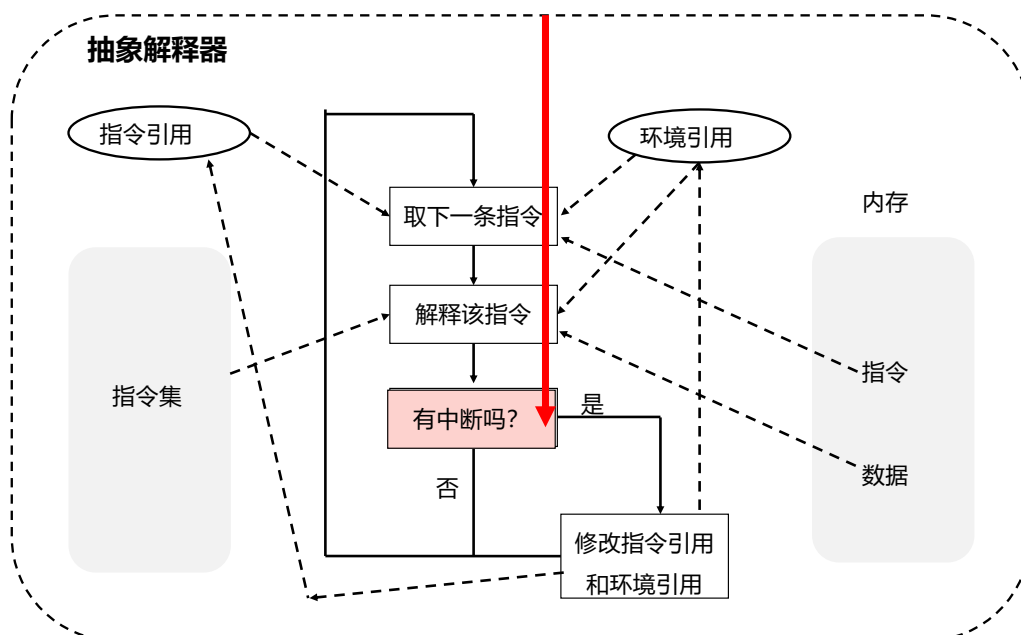 抽象解释器
指令引用
环境引用
取下一条指令
内存
解释该指令
指令
指令集
有中断吗？
是
数据
否
修改指令引用
和环境引用